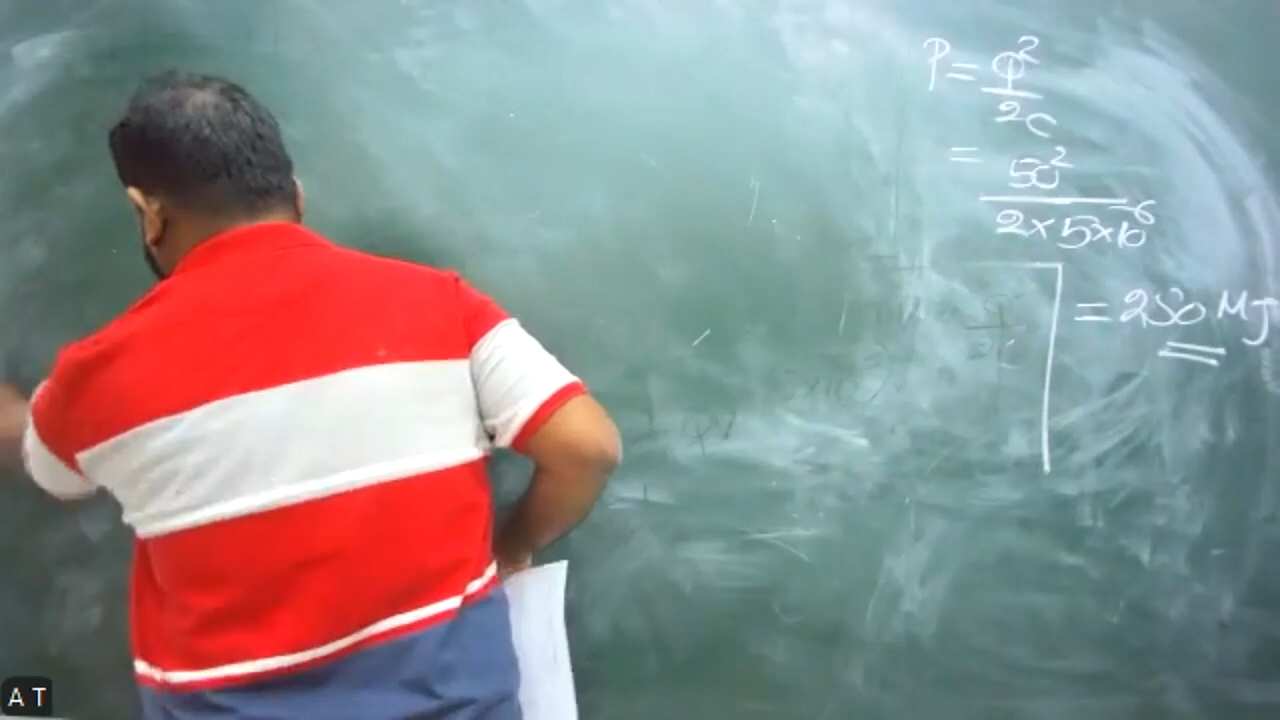 P = Q²/2C
= 50²/2×5×10⁻⁶
= 250 MJ
A T